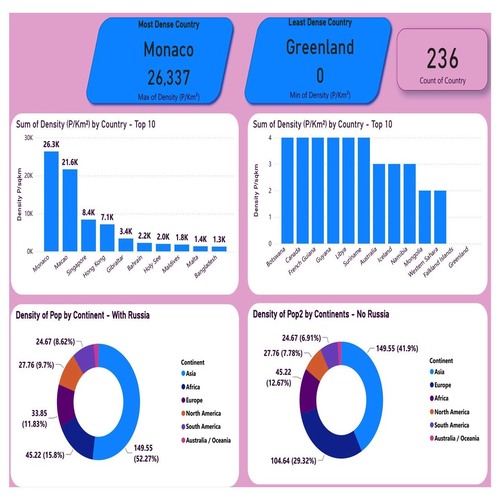 Most Dense Country
Monaco
26,337
Max of Density (P/Km²)
Least Dense Country
Greenland
0
Min of Density (P/Km²)
236
Count of Country
Sum of Density (P/Km²) by Country - Top 10
Density P/sqkm
30K
20K
10K
0K
26.3K
21.6K
8.4K
7.1K
3.4K
2.2K
2.0K
1.8K
1.4K
1.3K
Monaco
Macao
Singapore
Hong Kong
Gibraltar
Bahrain
Holy See
Maldives
Malta
Bangladesh
Sum of Density (P/Km²) by Country - Top 10
Density P/sqkm
4
2
0
Botswana
Canada
French Guiana
Guyana
Libya
Suriname
Australia
Iceland
Namibia
Mongolia
Western Sahara
Falkland Islands
Greenland
Density of Pop by Continent - With Russia
24.67 (8.62%)
27.76 (9.7%)
33.85
(11.83%)
45.22 (15.8%)
149.55
(52.27%)
Continent
Asia
Africa
Europe
North America
South America
Australia / Oceania
Density of Pop2 by Continents - No Russia
24.67 (6.91%)
27.76 (7.78%)
45.22
(12.67%)
104.64 (29.32%)
149.55 (41.9%)
Continent
Asia
Europe
Africa
North America
South America
Australia / Oceania